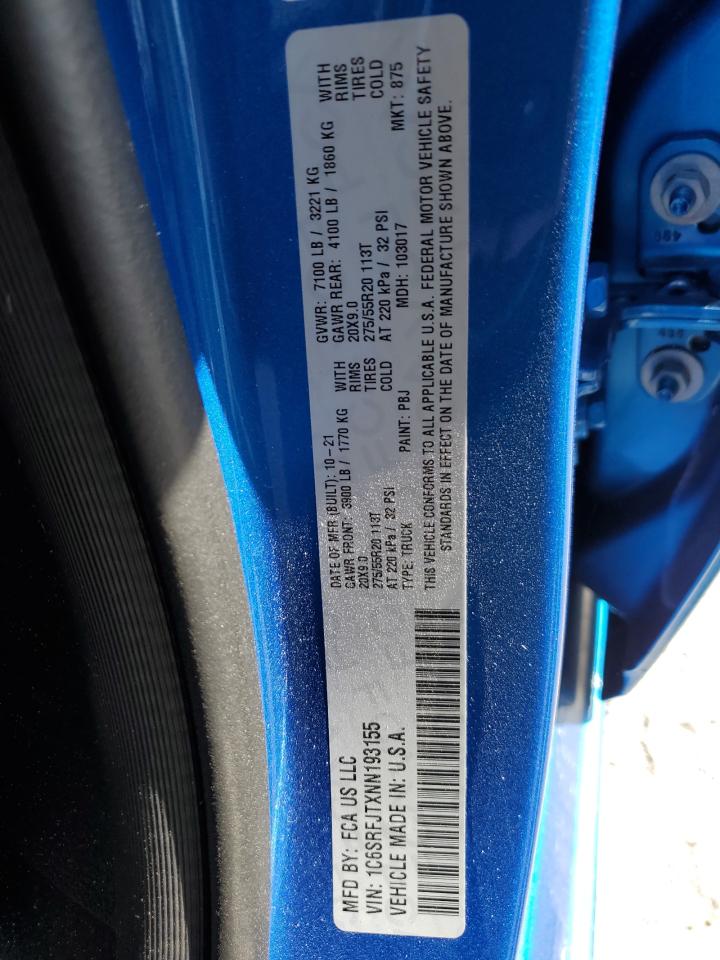 MFD BY: FCA US LLC
VIN: 1C6SRFJTXNN193155
VEHICLE MADE IN: U.S.A.
DATE OF MFR (BUILT): 10-21
GVWR: 7100 LB / 3221 KG
GAWR FRONT: 3900 LB / 1770 KG WITH
GAWR REAR: 4100 LB / 1860 KG WITH
20X9.0 RIMS
20X9.0 RIMS
275/55R20 113T TIRES
275/55R20 113T TIRES
AT 220 kPa / 32 PSI COLD
AT 220 kPa / 32 PSI COLD
TYPE: TRUCK PAINT: PBJ MDH: 103017 MKT: 875
THIS VEHICLE CONFORMS TO ALL APPLICABLE U.S.A. FEDERAL MOTOR VEHICLE SAFETY
STANDARDS IN EFFECT ON THE DATE OF MANUFACTURE SHOWN ABOVE.